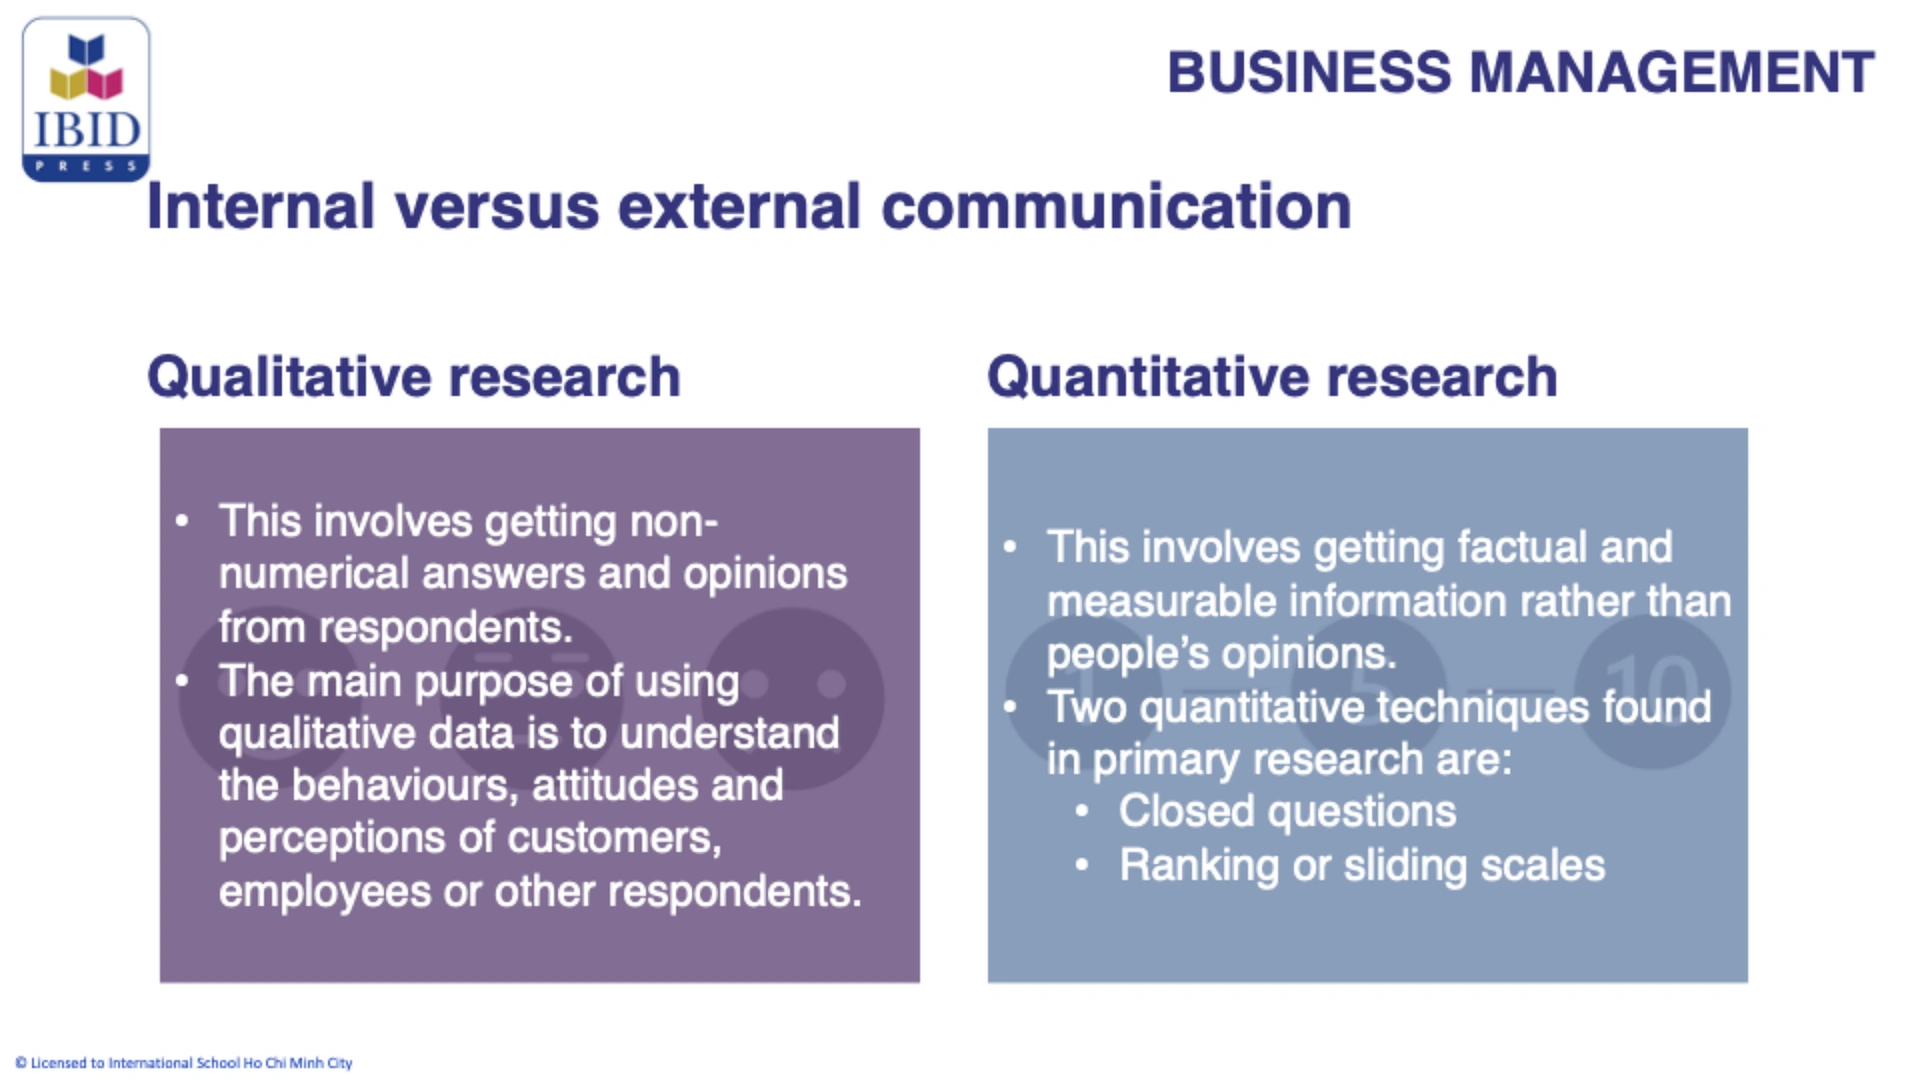 IBID
PRESS
BUSINESS MANAGEMENT
Internal versus external communication
Qualitative research
• This involves getting non-
numerical answers and opinions
from respondents.
• The main purpose of using
qualitative data is to understand
the behaviours, attitudes and
perceptions of customers,
employees or other respondents.
Quantitative research
• This involves getting factual and
measurable information rather than
people’s opinions.
• Two quantitative techniques found
in primary research are:
• Closed questions
• Ranking or sliding scales
1 – 5 – 10
© Licensed to International School Ho Chi Minh City